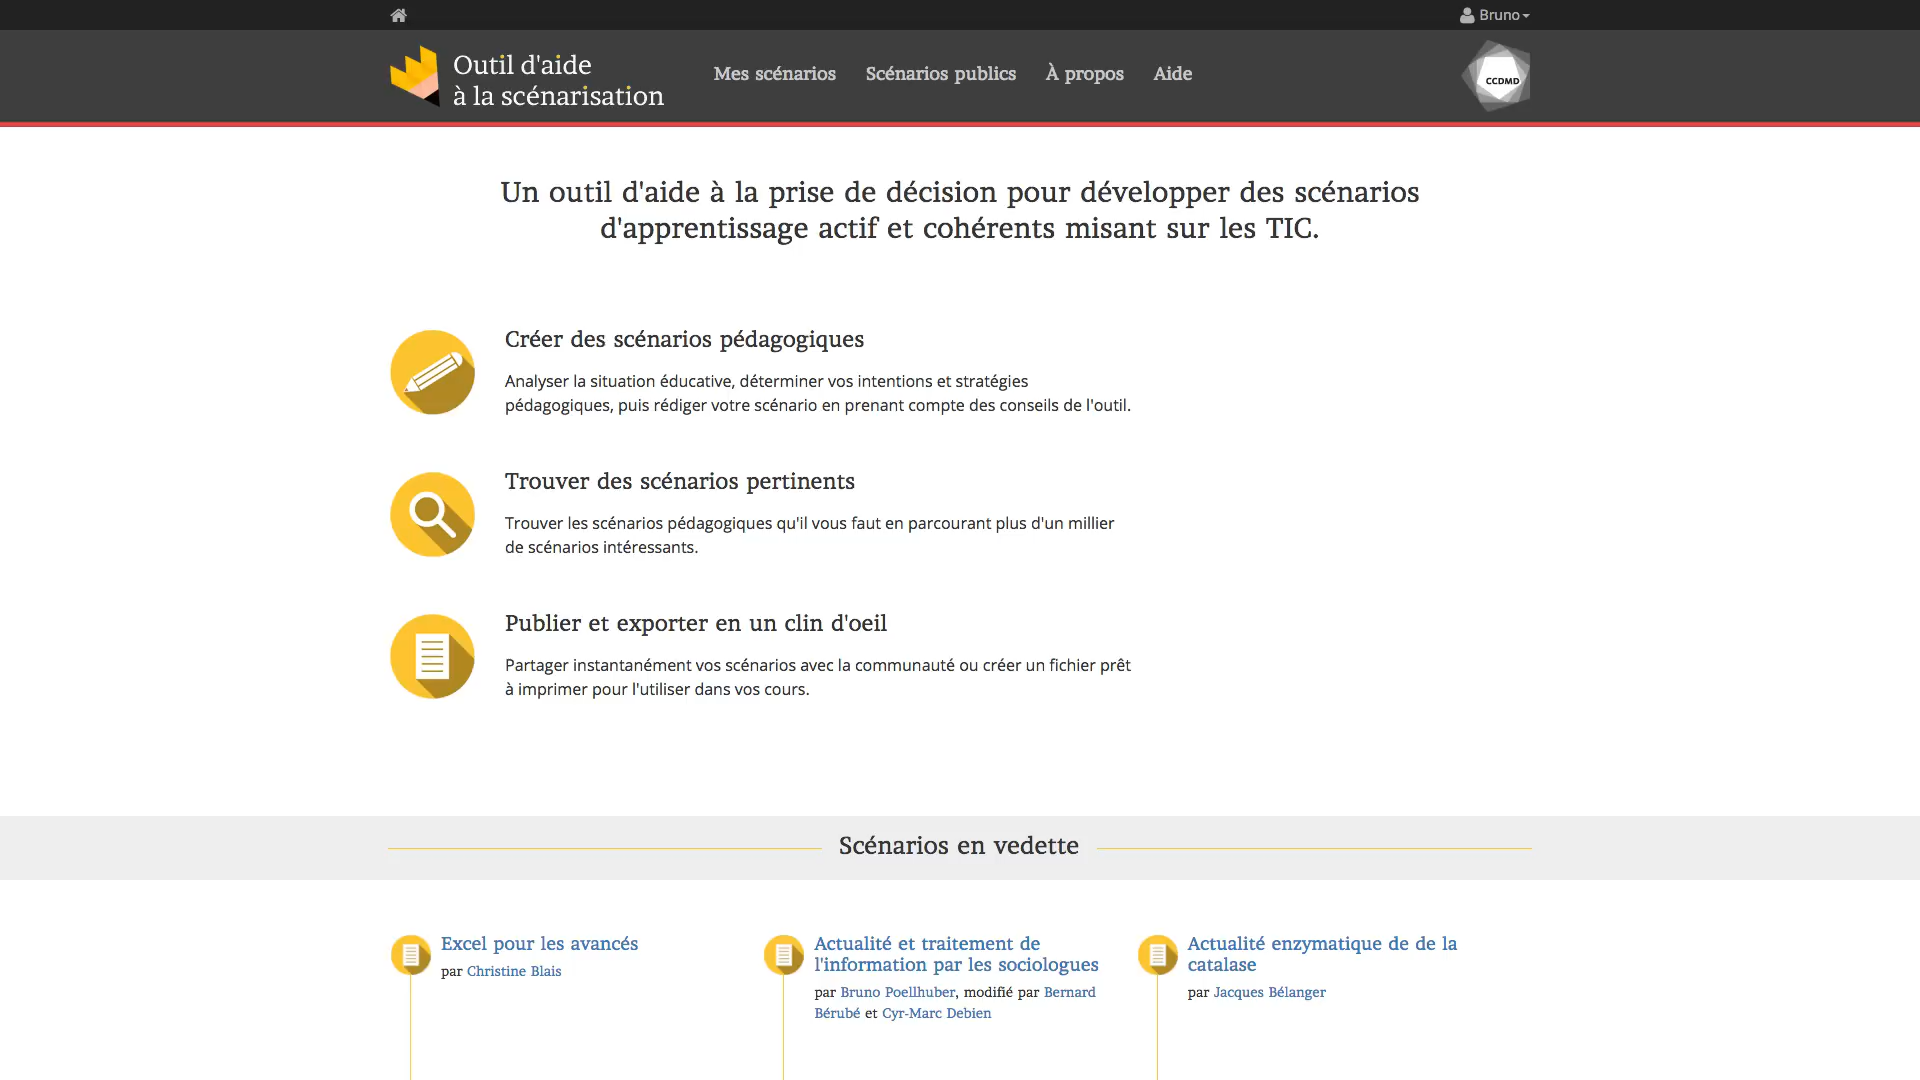 Bruno
Outil d'aide
à la scénarisation
Mes scénarios
Scénarios publics
À propos
Aide
CCDMD
Un outil d'aide à la prise de décision pour développer des scénarios
d'apprentissage actif et cohérents misant sur les TIC.
Créer des scénarios pédagogiques
Analyser la situation éducative, déterminer vos intentions et stratégies
pédagogiques, puis rédiger votre scénario en prenant compte des conseils de l'outil.
Trouver des scénarios pertinents
Trouver les scénarios pédagogiques qu'il vous faut en parcourant plus d'un millier
de scénarios intéressants.
Publier et exporter en un clin d'oeil
Partager instantanément vos scénarios avec la communauté ou créer un fichier prêt
à imprimer pour l'utiliser dans vos cours.
Scénarios en vedette
Excel pour les avancés
par Christine Blais
Actualité et traitement de
l'information par les sociologues
par Bruno Poellhuber, modifié par Bernard
Bérubé et Cyr-Marc Debien
Actualité enzymatique de de la
catalase
par Jacques Bélanger